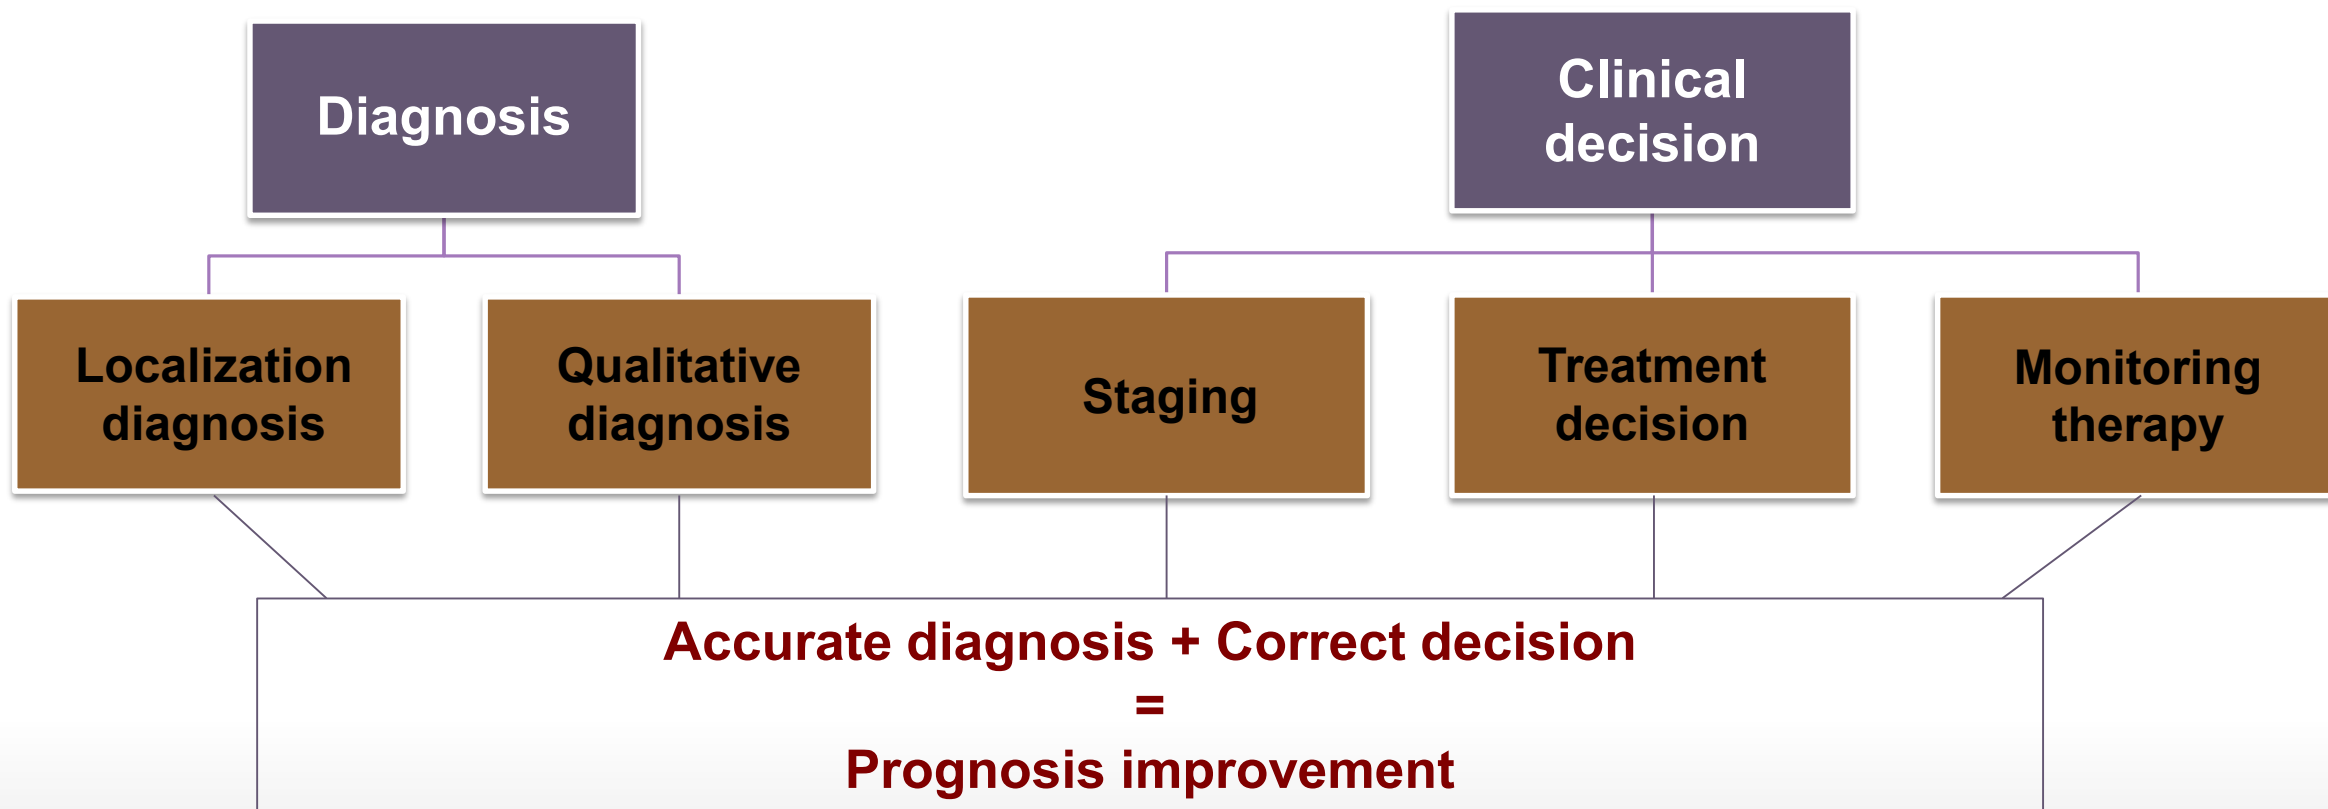 Diagnosis
Clinical
decision
Localization
diagnosis
Qualitative
diagnosis
Staging
Treatment
decision
Monitoring
therapy
Accurate diagnosis + Correct decision
=
Prognosis improvement